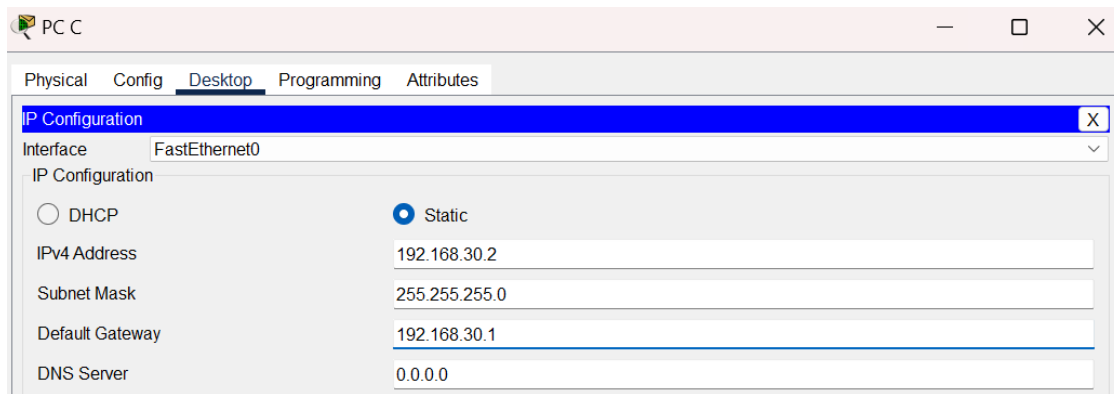 PC C
Physical Config Desktop Programming Attributes
IP Configuration X
Interface FastEthernet0
IP Configuration
DHCP Static
IPv4 Address 192.168.30.2
Subnet Mask 255.255.255.0
Default Gateway 192.168.30.1
DNS Server 0.0.0.0